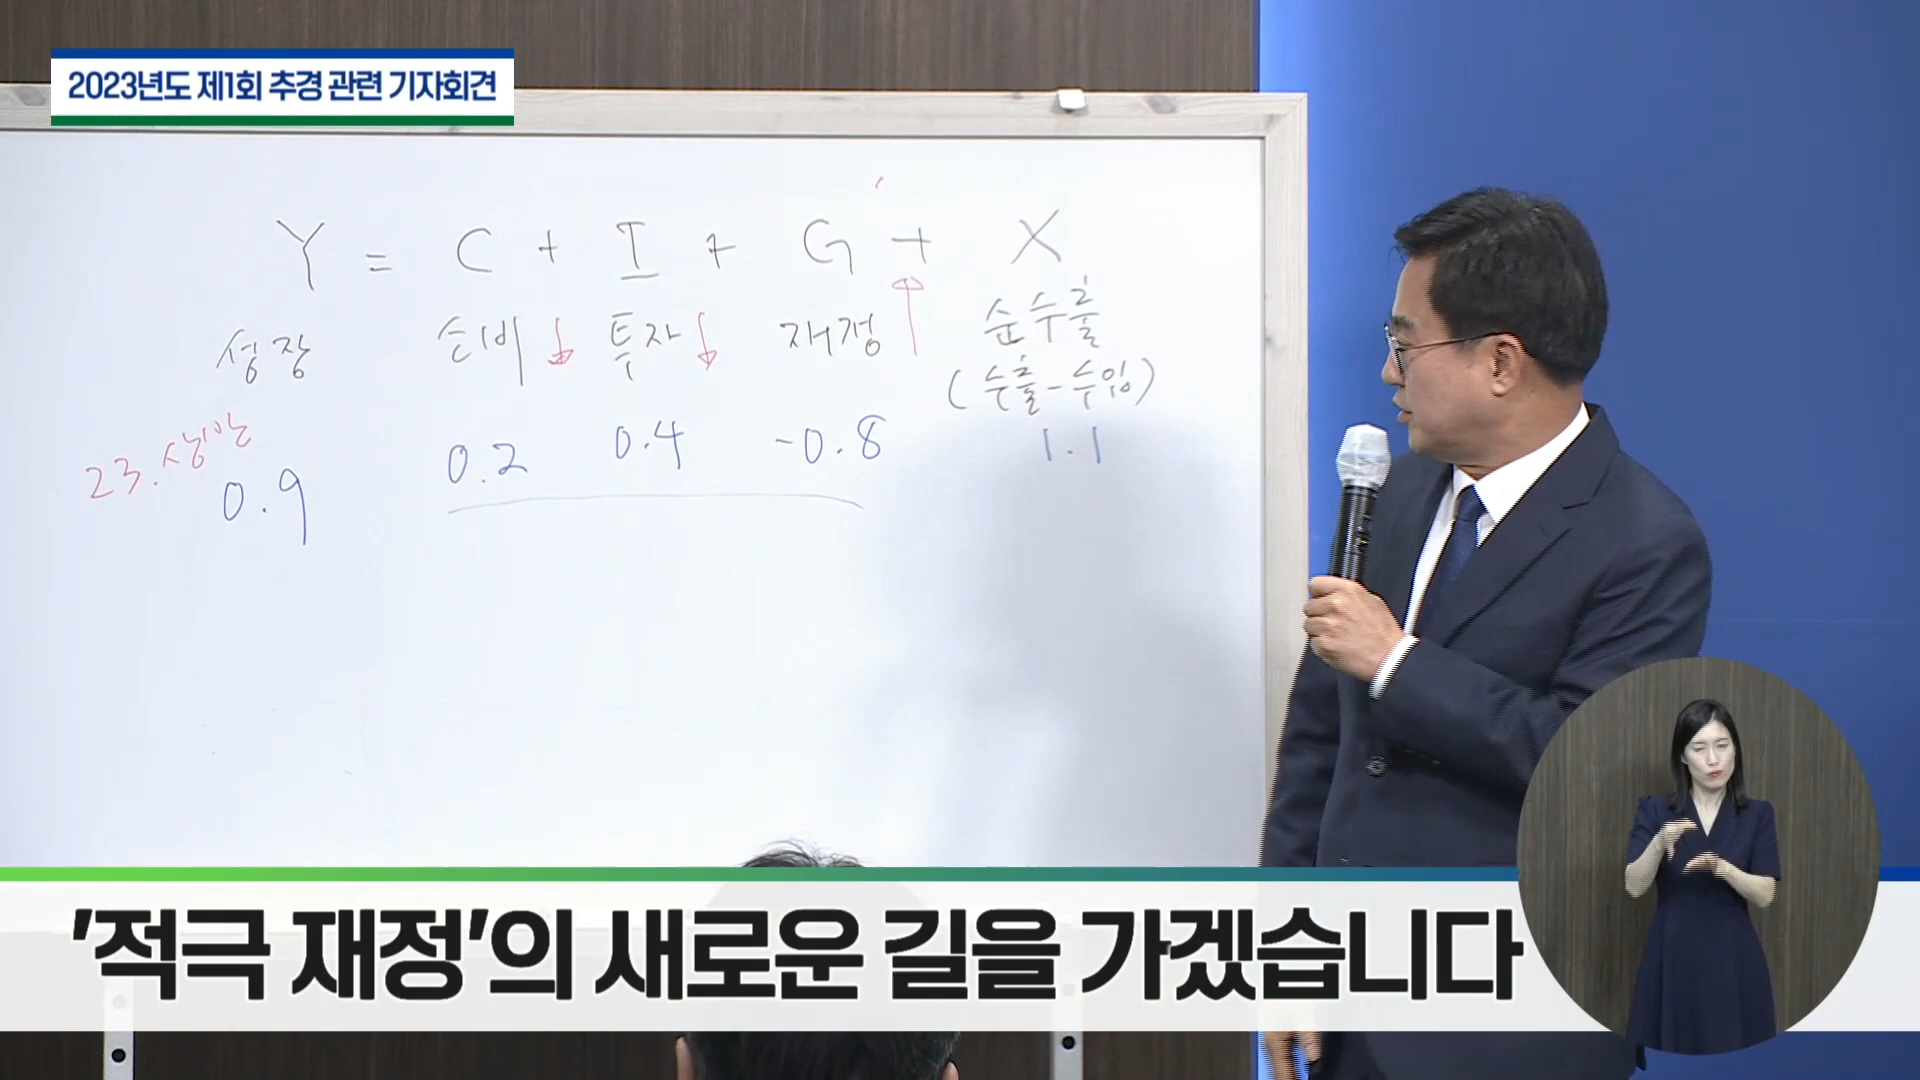 2023년도 제1회 추경 관련 기자회견
Y = C + I + G + X
성장 소비 ↓ 투자 ↓ 재정 ↑ 순수출
(수출-수입)
23. 상반
0.9 0.2 0.4 -0.8 1.1
'적극 재정'의 새로운 길을 가겠습니다